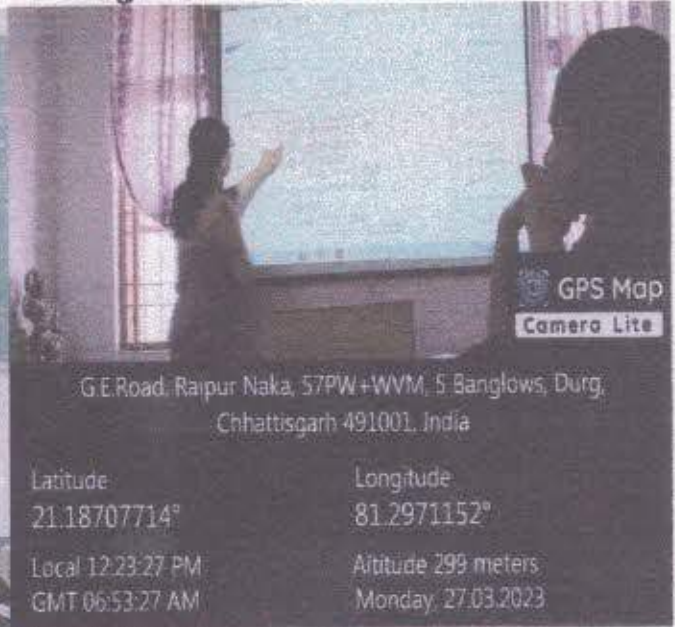 GPS Map
Camera Lite
G.E.Road, Raipur Naka, 57PW+WVM, 5 Banglows, Durg,
Chhattisgarh 491001, India
Latitude
21.18707714°
Longitude
81.2971152°
Local 12:23:27 PM
GMT 06:53:27 AM
Altitude 299 meters
Monday, 27.03.2023